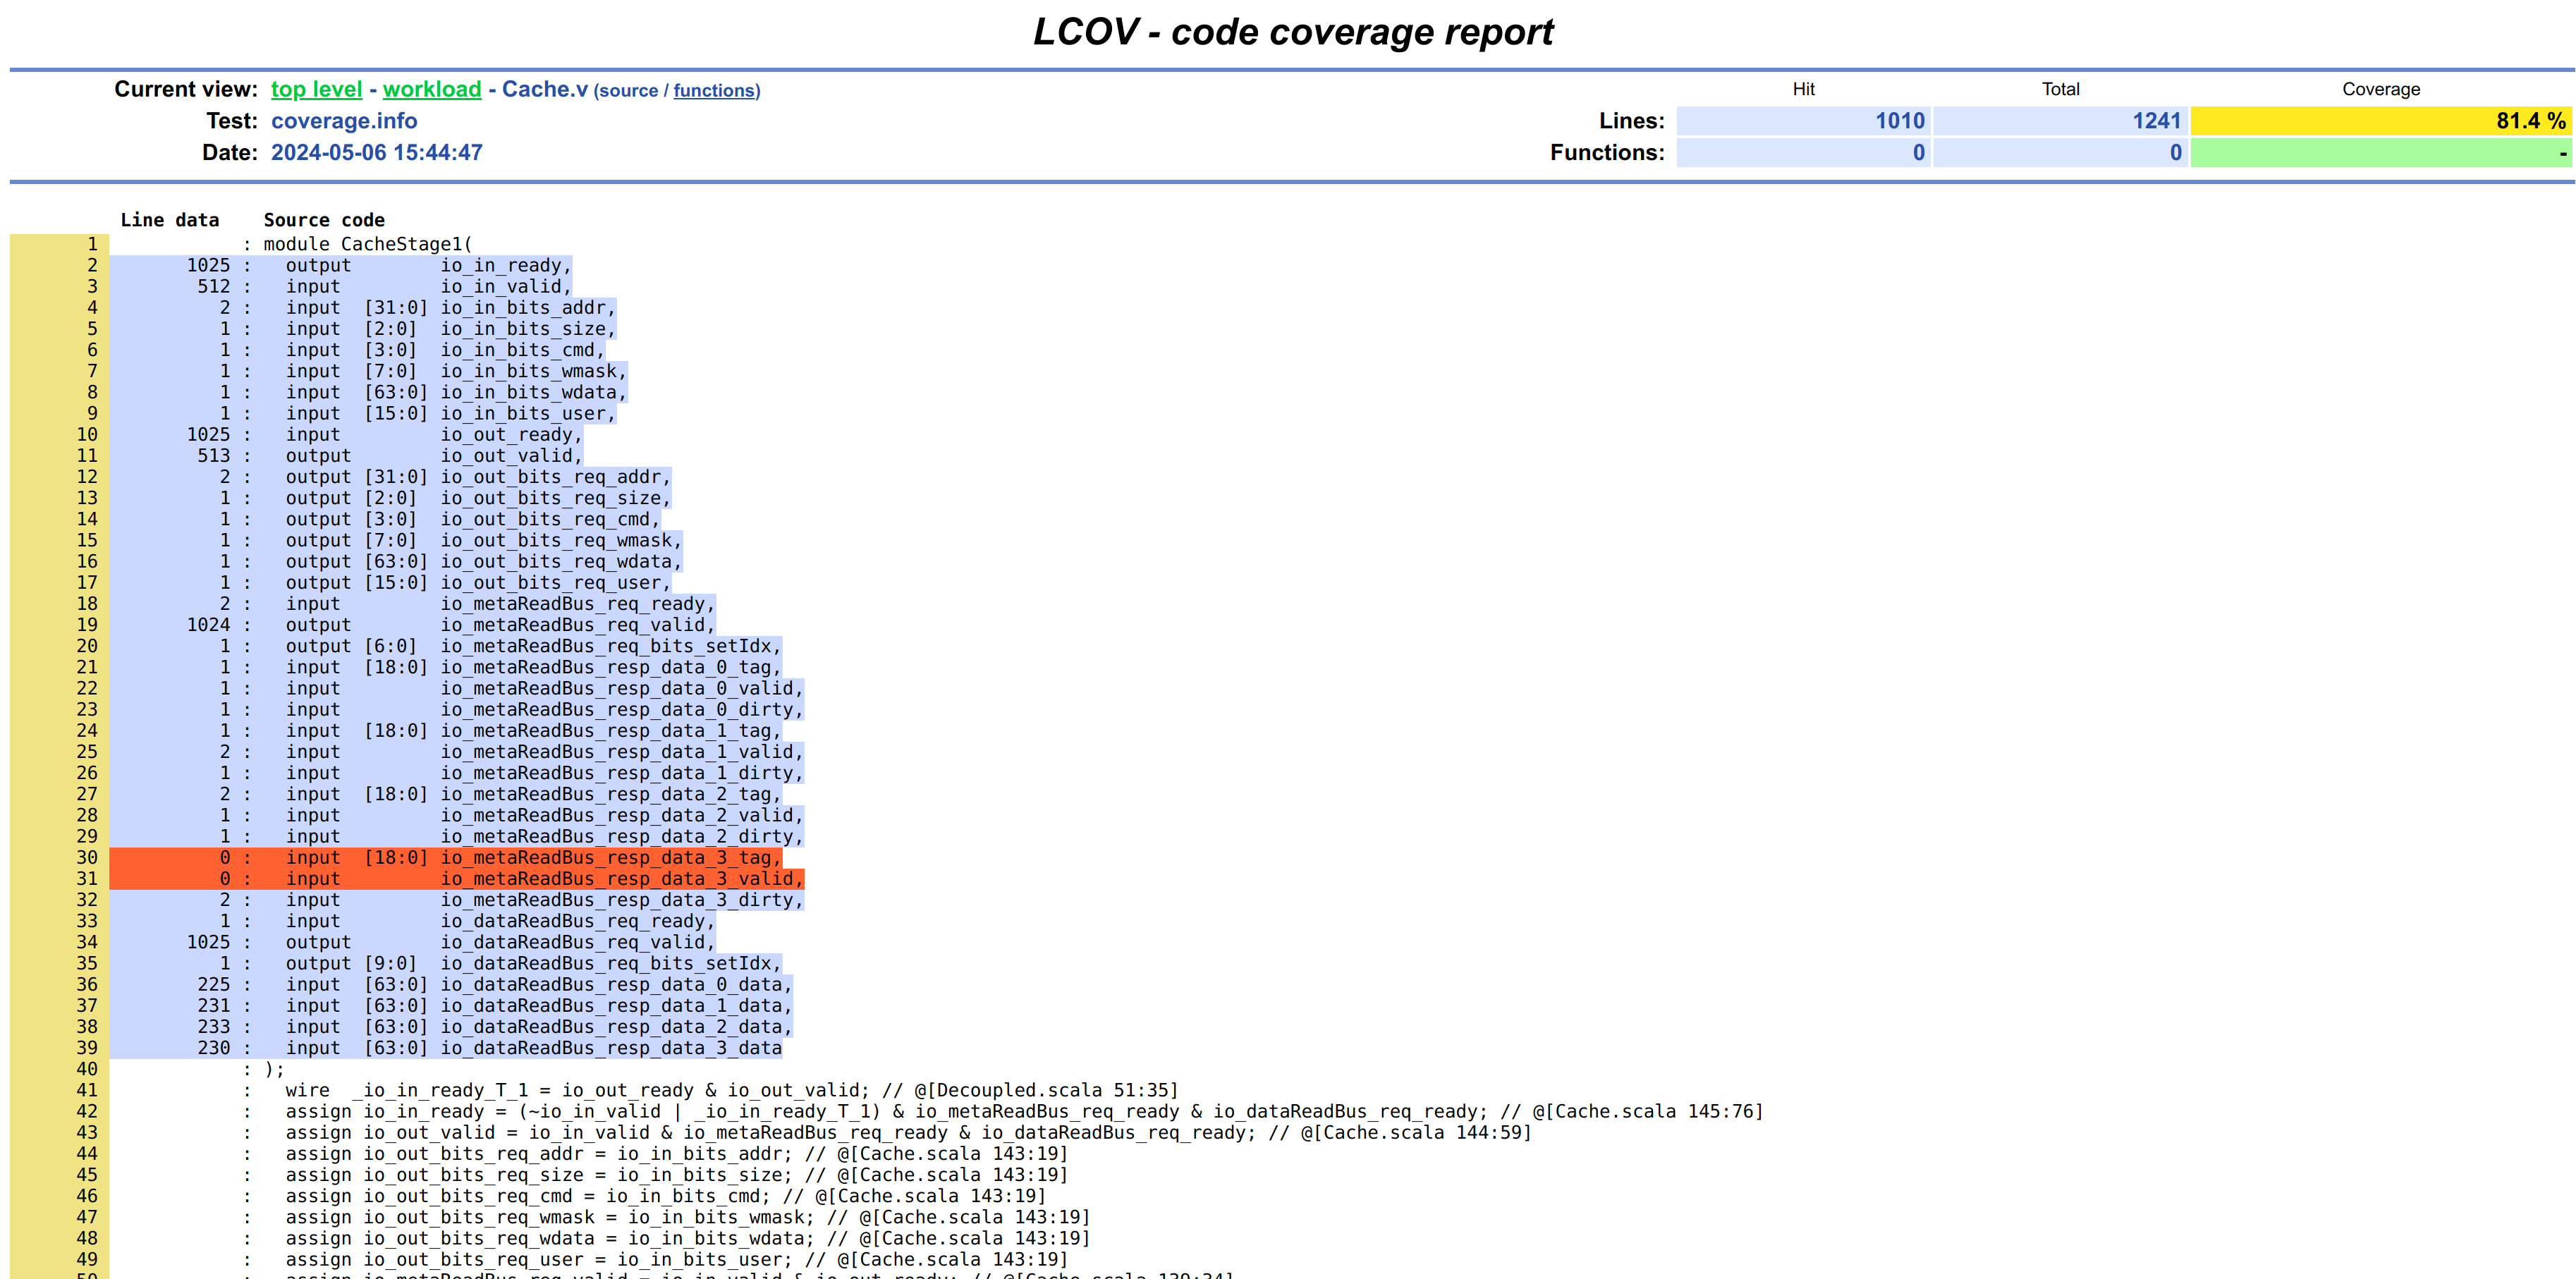 LCOV - code coverage report
Current view: top level - workload - Cache.v (source / functions) Hit Total Coverage
Test: coverage.info Lines: 1010 1241 81.4 %
Date: 2024-05-06 15:44:47 Functions: 0 0 -
Line data Source code
1 : module CacheStage1(
2 1025 : output io_in_ready,
3 512 : input io_in_valid,
4 2 : input [31:0] io_in_bits_addr,
5 1 : input [2:0] io_in_bits_size,
6 1 : input [3:0] io_in_bits_cmd,
7 1 : input [7:0] io_in_bits_wmask,
8 1 : input [63:0] io_in_bits_wdata,
9 1 : input [15:0] io_in_bits_user,
10 1025 : input io_out_ready,
11 513 : output io_out_valid,
12 2 : output [31:0] io_out_bits_req_addr,
13 1 : output [2:0] io_out_bits_req_size,
14 1 : output [3:0] io_out_bits_req_cmd,
15 1 : output [7:0] io_out_bits_req_wmask,
16 1 : output [63:0] io_out_bits_req_wdata,
17 1 : output [15:0] io_out_bits_req_user,
18 2 : input io_metaReadBus_req_ready,
19 1024 : output io_metaReadBus_req_valid,
20 1 : output [6:0] io_metaReadBus_req_bits_setIdx,
21 1 : input [18:0] io_metaReadBus_resp_data_0_tag,
22 1 : input io_metaReadBus_resp_data_0_valid,
23 1 : input io_metaReadBus_resp_data_0_dirty,
24 1 : input [18:0] io_metaReadBus_resp_data_1_tag,
25 2 : input io_metaReadBus_resp_data_1_valid,
26 1 : input io_metaReadBus_resp_data_1_dirty,
27 2 : input [18:0] io_metaReadBus_resp_data_2_tag,
28 1 : input io_metaReadBus_resp_data_2_valid,
29 1 : input io_metaReadBus_resp_data_2_dirty,
30 0 : input [18:0] io_metaReadBus_resp_data_3_tag,
31 0 : input io_metaReadBus_resp_data_3_valid,
32 2 : input io_metaReadBus_resp_data_3_dirty,
33 1 : input io_dataReadBus_req_ready,
34 1025 : output io_dataReadBus_req_valid,
35 1 : output [9:0] io_dataReadBus_req_bits_setIdx,
36 225 : input [63:0] io_dataReadBus_resp_data_0_data,
37 231 : input [63:0] io_dataReadBus_resp_data_1_data,
38 233 : input [63:0] io_dataReadBus_resp_data_2_data,
39 230 : input [63:0] io_dataReadBus_resp_data_3_data
40 : );
41 : wire _io_in_ready_T_1 = io_out_ready & io_out_valid; // @[Decoupled.scala 51:35]
42 : assign io_in_ready = (~io_in_valid | _io_in_ready_T_1) & io_metaReadBus_req_ready & io_dataReadBus_req_ready; // @[Cache.scala 145:76]
43 : assign io_out_valid = io_in_valid & io_metaReadBus_req_ready & io_dataReadBus_req_ready; // @[Cache.scala 144:59]
44 : assign io_out_bits_req_addr = io_in_bits_addr; // @[Cache.scala 143:19]
45 : assign io_out_bits_req_size = io_in_bits_size; // @[Cache.scala 143:19]
46 : assign io_out_bits_req_cmd = io_in_bits_cmd; // @[Cache.scala 143:19]
47 : assign io_out_bits_req_wmask = io_in_bits_wmask; // @[Cache.scala 143:19]
48 : assign io_out_bits_req_wdata = io_in_bits_wdata; // @[Cache.scala 143:19]
49 : assign io_out_bits_req_user = io_in_bits_user; // @[Cache.scala 143:19]